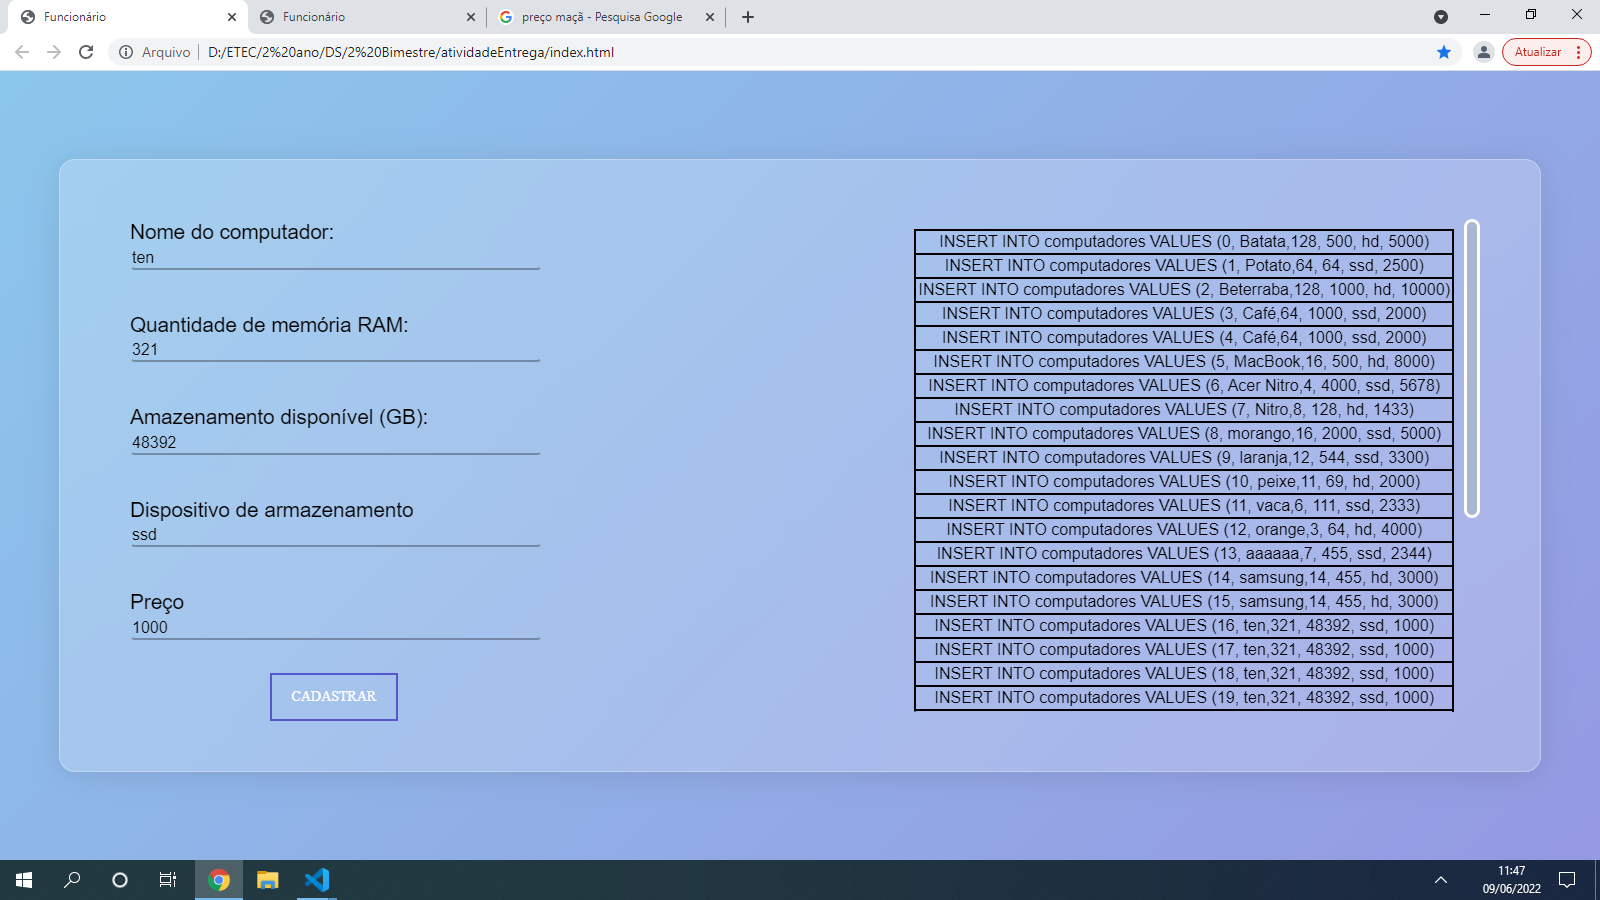 Funcionário
Funcionário
preço maçã - Pesquisa Google
Arquivo
D:/ETEC/2%20ano/DS/2%20Bimestre/atividadeEntrega/index.html
Atualizar
Nome do computador:
ten
Quantidade de memória RAM:
321
Amazenamento disponível (GB):
48392
Dispositivo de armazenamento
ssd
Preço
1000
CADASTRAR
INSERT INTO computadores VALUES (0, Batata,128, 500, hd, 5000)
INSERT INTO computadores VALUES (1, Potato,64, 64, ssd, 2500)
INSERT INTO computadores VALUES (2, Beterraba,128, 1000, hd, 10000)
INSERT INTO computadores VALUES (3, Café,64, 1000, ssd, 2000)
INSERT INTO computadores VALUES (4, Café,64, 1000, ssd, 2000)
INSERT INTO computadores VALUES (5, MacBook,16, 500, hd, 8000)
INSERT INTO computadores VALUES (6, Acer Nitro,4, 4000, ssd, 5678)
INSERT INTO computadores VALUES (7, Nitro,8, 128, hd, 1433)
INSERT INTO computadores VALUES (8, morango,16, 2000, ssd, 5000)
INSERT INTO computadores VALUES (9, laranja,12, 544, ssd, 3300)
INSERT INTO computadores VALUES (10, peixe,11, 69, hd, 2000)
INSERT INTO computadores VALUES (11, vaca,6, 111, ssd, 2333)
INSERT INTO computadores VALUES (12, orange,3, 64, hd, 4000)
INSERT INTO computadores VALUES (13, aaaaaa,7, 455, ssd, 2344)
INSERT INTO computadores VALUES (14, samsung,14, 455, hd, 3000)
INSERT INTO computadores VALUES (15, samsung,14, 455, hd, 3000)
INSERT INTO computadores VALUES (16, ten,321, 48392, ssd, 1000)
INSERT INTO computadores VALUES (17, ten,321, 48392, ssd, 1000)
INSERT INTO computadores VALUES (18, ten,321, 48392, ssd, 1000)
INSERT INTO computadores VALUES (19, ten,321, 48392, ssd, 1000)
11:47
09/06/2022